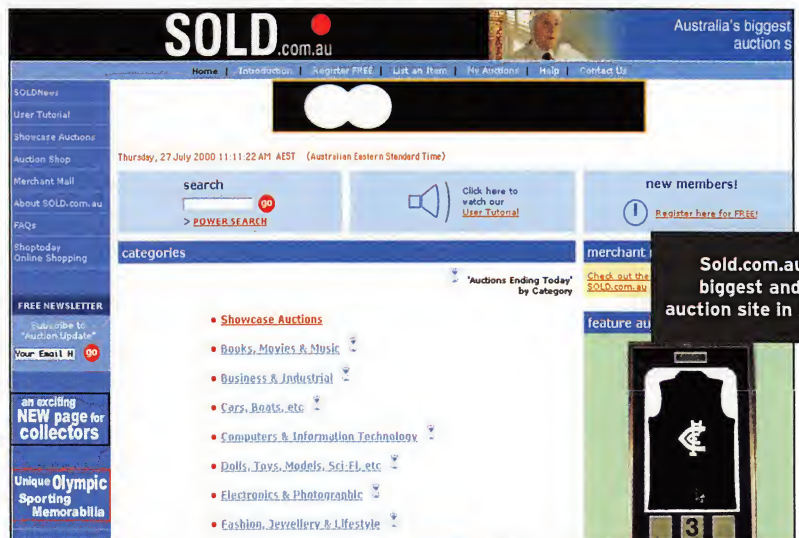 SOLD.com.au
Australia's biggest
auction s
Home | Introduction | Register FREE | List an Item | My Auctions | Help | Contact Us
SOLDNews
User Tutorial
Showcase Auctions
Auction Shop
Merchant Mall
About SOLD.com.au
FAQs
Shoptoday
Online Shopping
FREE NEWSLETTER
Subscribe to
"Auction Update"
Your Email H go
an exciting
NEW page for
collectors
Unique Olympic
Sporting
Memorabilia
Thursday, 27 July 2000 11:11:22 AM AEST (Australian Eastern Standard Time)
search
go
> POWER SEARCH
Click here to
watch our
User Tutorial
new members!
Register here for FREE!
categories
'Auctions Ending Today'
by Category
• Showcase Auctions
• Books, Movies & Music
• Business & Industrial
• Cars, Boats, etc
• Computers & Information Technology
• Dolls, Toys, Models, Sci-Fi, etc
• Electronics & Photographic
• Fashion, Jewellery & Lifestyle
merchant
Check out the
SOLD.com.au
feature au
Sold.com.au
biggest and
auction site in
3